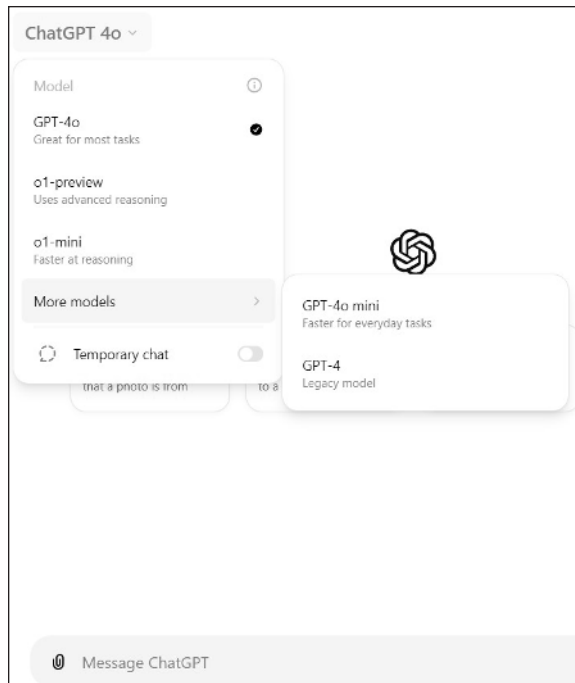 ChatGPT 4o
Model
GPT-4o
Great for most tasks
o1-preview
Uses advanced reasoning
o1-mini
Faster at reasoning
More models
GPT-4o mini
Faster for everyday tasks
Temporary chat
GPT-4
Legacy model
that a photo is from
to a
Message ChatGPT